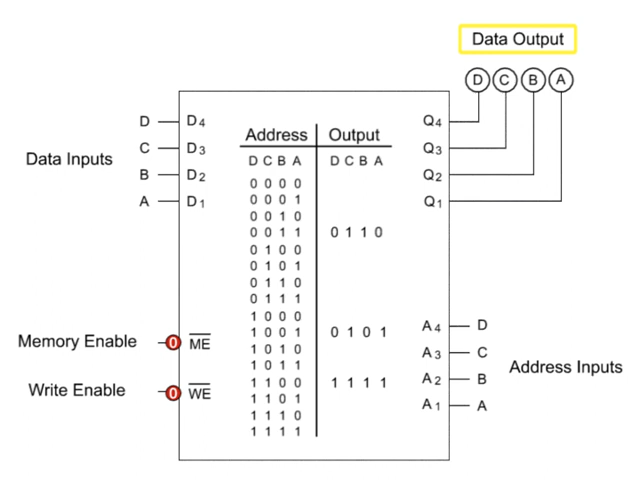 Data Output
D C B A
D D4 Q4
Address Output
C D3 Q3
Data Inputs
D C B A D C B A
B D2 Q2
0 0 0 0
A D1 Q1
0 0 0 1
0 0 1 0
0 0 1 1 0 1 1 0
0 1 0 0
0 1 0 1
0 1 1 0
0 1 1 1
1 0 0 0
A4 D
1 0 0 1 0 1 0 1
Memory Enable 0 ME
1 0 1 0
A3 C
1 0 1 1
Address Inputs
A2 B
1 1 0 0 1 1 1 1
Write Enable 0 WE
1 1 0 1
A1 A
1 1 1 0
1 1 1 1